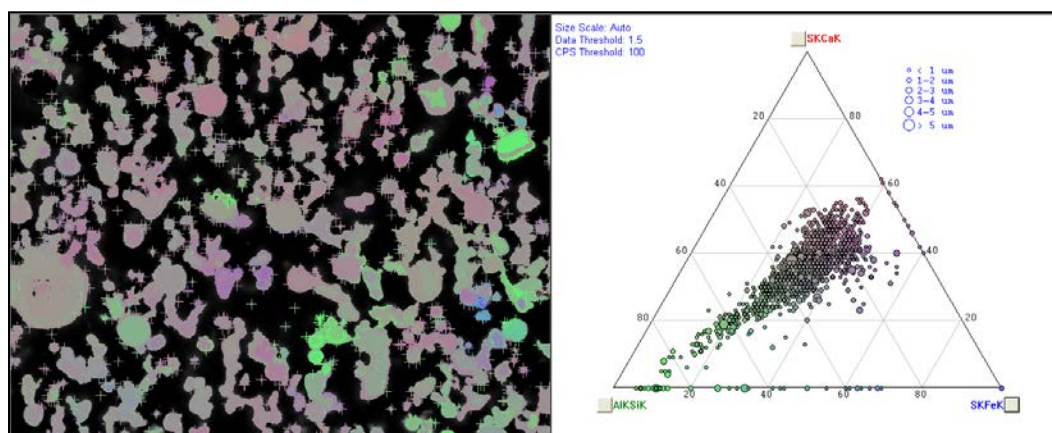 Size Scale: Auto
Data Threshold: 1.5
CPS Threshold: 100
SKCaK
< 1 um
1-2 um
2-3 um
3-4 um
4-5 um
> 5 um
20 80
40 60
60 40
80 20
20 40 60 80
AlKSiK SKFeK